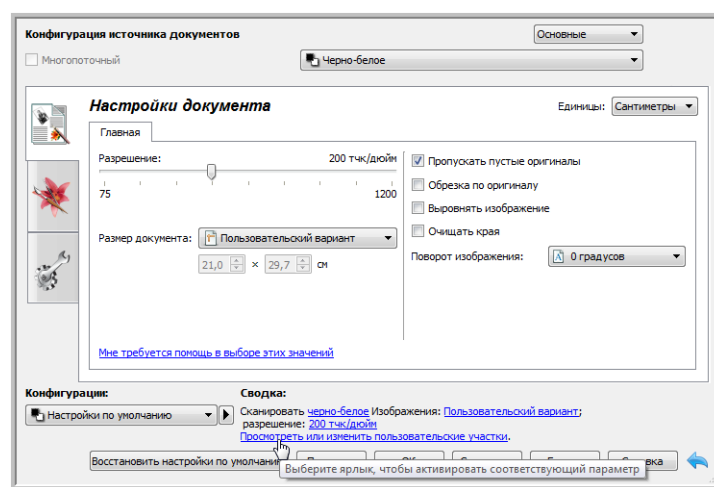 Конфигурация источника документов
Основные
Многопоточный
Черно-белое
Настройки документа
Единицы: Сантиметры
Главная
Разрешение: 200 тчк/дюйм
75 1200
Размер документа: Пользовательский вариант
21,0 × 29,7 см
Пропускать пустые оригиналы
Обрезка по оригиналу
Выровнять изображение
Очищать края
Поворот изображения: 0 градусов
Мне требуется помощь в выборе этих значений
Конфигурации:
Настройки по умолчанию
Сводка:
Сканировать черно-белое Изображения: Пользовательский вариант;
разрешение: 200 тчк/дюйм
Просмотреть или изменить пользовательские участки.
Восстановить настройки по умолчанию
Выберите ярлык, чтобы активировать соответствующий параметр